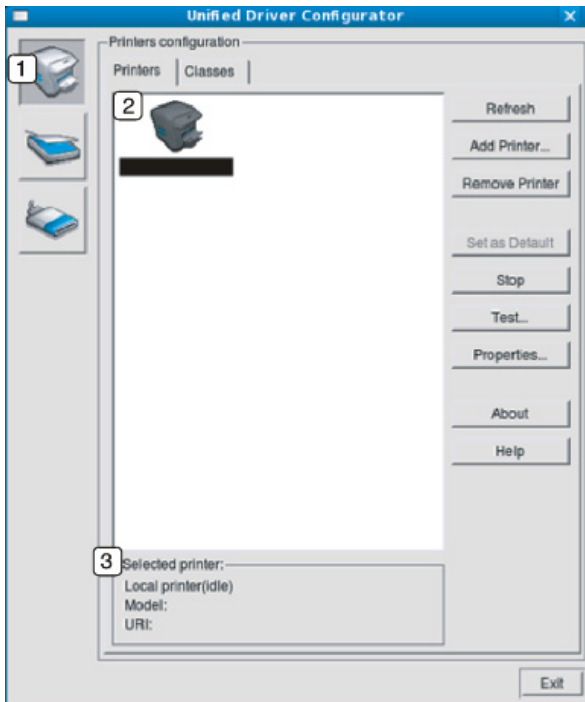 Unified Driver Configurator
Printers configuration
1
Printers
Classes
2
Refresh
Add Printer...
Remove Printer
Set as Default
Stop
Test...
Properties...
About
Help
3
Selected printer:
Local printer(idle)
Model:
URI:
Exit